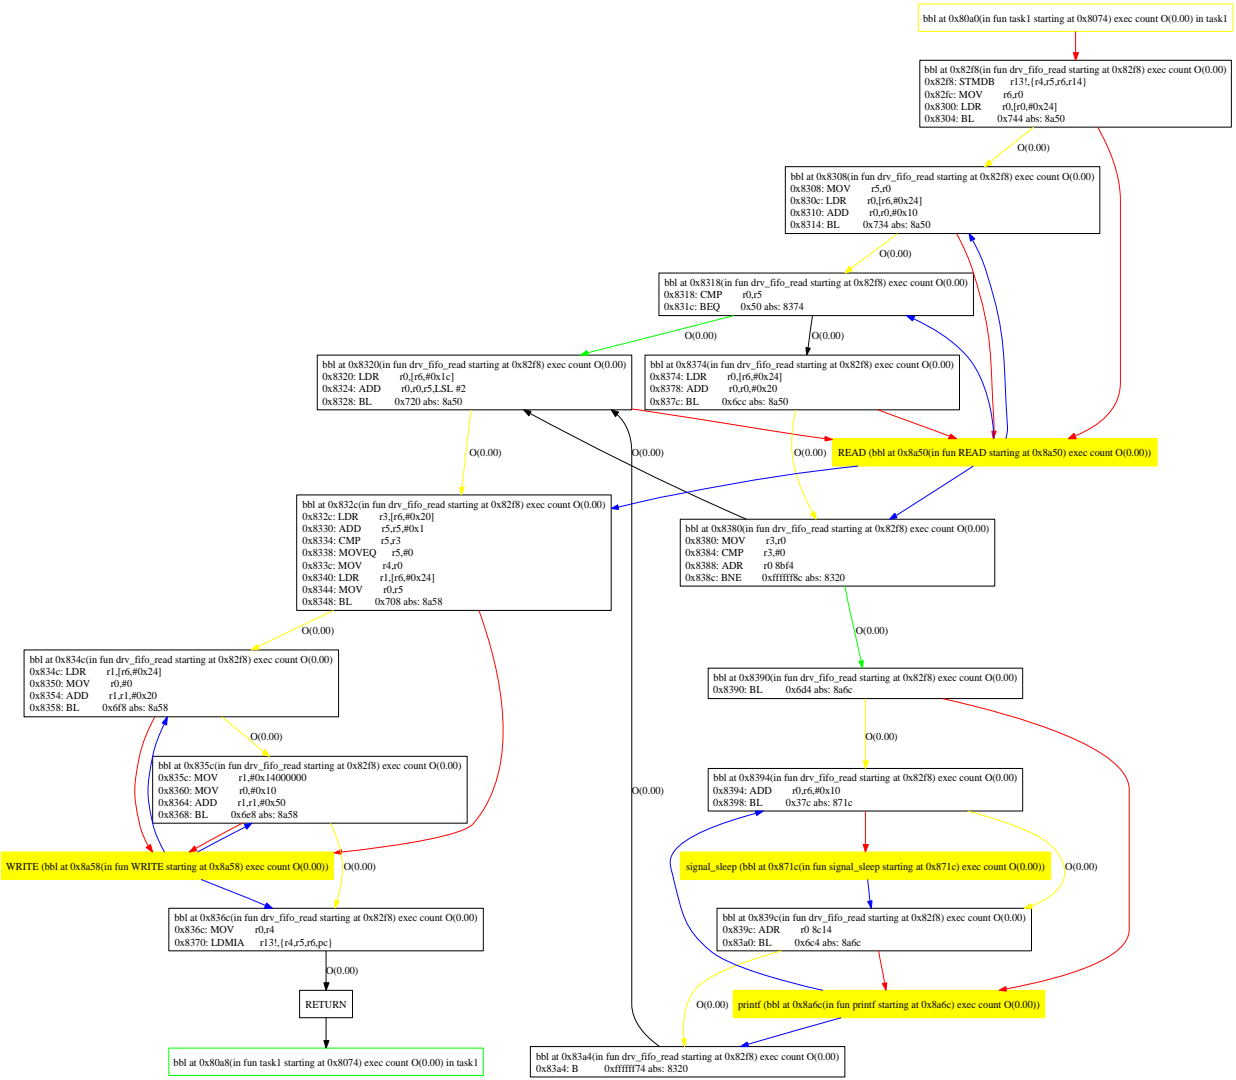 bbl at 0x80a0(in fun task1 starting at 0x8074) exec count O(0.00) in task1
bbl at 0x82f8(in fun drv_fifo_read starting at 0x82f8) exec count O(0.00)
0x82f8: STMDB r13!,{r4,r5,r6,r14}
0x82fc: MOV r6,r0
0x8300: LDR r0,[r0,#0x24]
0x8304: BL 0x744 abs: 8a50
O(0.00)
bbl at 0x8308(in fun drv_fifo_read starting at 0x82f8) exec count O(0.00)
0x8308: MOV r5,r0
0x830c: LDR r0,[r6,#0x24]
0x8310: ADD r0,r0,#0x10
0x8314: BL 0x734 abs: 8a50
O(0.00)
bbl at 0x8318(in fun drv_fifo_read starting at 0x82f8) exec count O(0.00)
0x8318: CMP r0,r5
0x831c: BEQ 0x50 abs: 8374
O(0.00)
O(0.00)
bbl at 0x8320(in fun drv_fifo_read starting at 0x82f8) exec count O(0.00)
0x8320: LDR r0,[r6,#0x1c]
0x8324: ADD r0,r0,r5,LSL #2
0x8328: BL 0x720 abs: 8a50
bbl at 0x8374(in fun drv_fifo_read starting at 0x82f8) exec count O(0.00)
0x8374: LDR r0,[r6,#0x24]
0x8378: ADD r0,r0,#0x20
0x837c: BL 0x6cc abs: 8a50
O(0.00)
O(0.00)
O(0.00)
READ (bbl at 0x8a50(in fun READ starting at 0x8a50) exec count O(0.00))
bbl at 0x832c(in fun drv_fifo_read starting at 0x82f8) exec count O(0.00)
0x832c: LDR r3,[r6,#0x20]
0x8330: ADD r5,r5,#0x1
0x8334: CMP r5,r3
0x8338: MOVEQ r5,#0
0x833c: MOV r4,r0
0x8340: LDR r1,[r6,#0x24]
0x8344: MOV r0,r5
0x8348: BL 0x708 abs: 8a58
bbl at 0x8380(in fun drv_fifo_read starting at 0x82f8) exec count O(0.00)
0x8380: MOV r3,r0
0x8384: CMP r3,#0
0x8388: ADR r0 8bf4
0x838c: BNE 0xffffff8c abs: 8320
O(0.00)
O(0.00)
bbl at 0x834c(in fun drv_fifo_read starting at 0x82f8) exec count O(0.00)
0x834c: LDR r1,[r6,#0x24]
0x8350: MOV r0,#0
0x8354: ADD r1,r1,#0x20
0x8358: BL 0x6f8 abs: 8a58
bbl at 0x8390(in fun drv_fifo_read starting at 0x82f8) exec count O(0.00)
0x8390: BL 0x6d4 abs: 8a6c
O(0.00)
O(0.00)
bbl at 0x835c(in fun drv_fifo_read starting at 0x82f8) exec count O(0.00)
0x835c: MOV r1,#0x14000000
0x8360: MOV r0,#0x10
0x8364: ADD r1,r1,#0x50
0x8368: BL 0x6e8 abs: 8a58
O(0.00)
bbl at 0x8394(in fun drv_fifo_read starting at 0x82f8) exec count O(0.00)
0x8394: ADD r0,r6,#0x10
0x8398: BL 0x37c abs: 871c
WRITE (bbl at 0x8a58(in fun WRITE starting at 0x8a58) exec count O(0.00))
O(0.00)
signal_sleep (bbl at 0x871c(in fun signal_sleep starting at 0x871c) exec count O(0.00))
O(0.00)
bbl at 0x836c(in fun drv_fifo_read starting at 0x82f8) exec count O(0.00)
0x836c: MOV r0,r4
0x8370: LDMIA r13!,{r4,r5,r6,pc}
bbl at 0x839c(in fun drv_fifo_read starting at 0x82f8) exec count O(0.00)
0x839c: ADR r0 8c14
0x83a0: BL 0x6c4 abs: 8a6c
O(0.00)
RETURN
O(0.00)
printf (bbl at 0x8a6c(in fun printf starting at 0x8a6c) exec count O(0.00))
bbl at 0x80a8(in fun task1 starting at 0x8074) exec count O(0.00) in task1
bbl at 0x83a4(in fun drv_fifo_read starting at 0x82f8) exec count O(0.00)
0x83a4: B 0xffffff74 abs: 8320